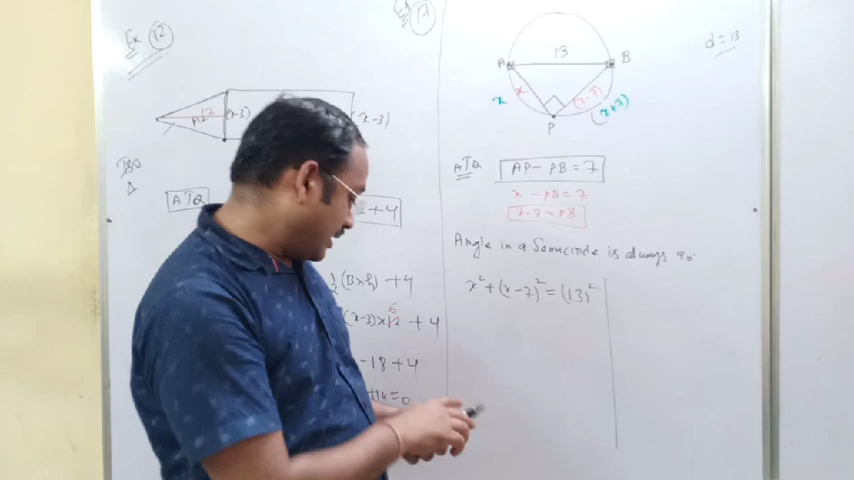 Ex 12
12
(x-3)
(x-3)
ATQ
+4
½(B×h) +4
(x-3)×12 + 4
6
-18+4
+14=0
17
d = 13
13
A
B
x
x
(x-7)
(x+7)
P
ATQ
AP - PB = 7
x - PB = 7
x-7 = PB
Angle in a Semicircle is always 90
x² + (x-7)² = (13)²